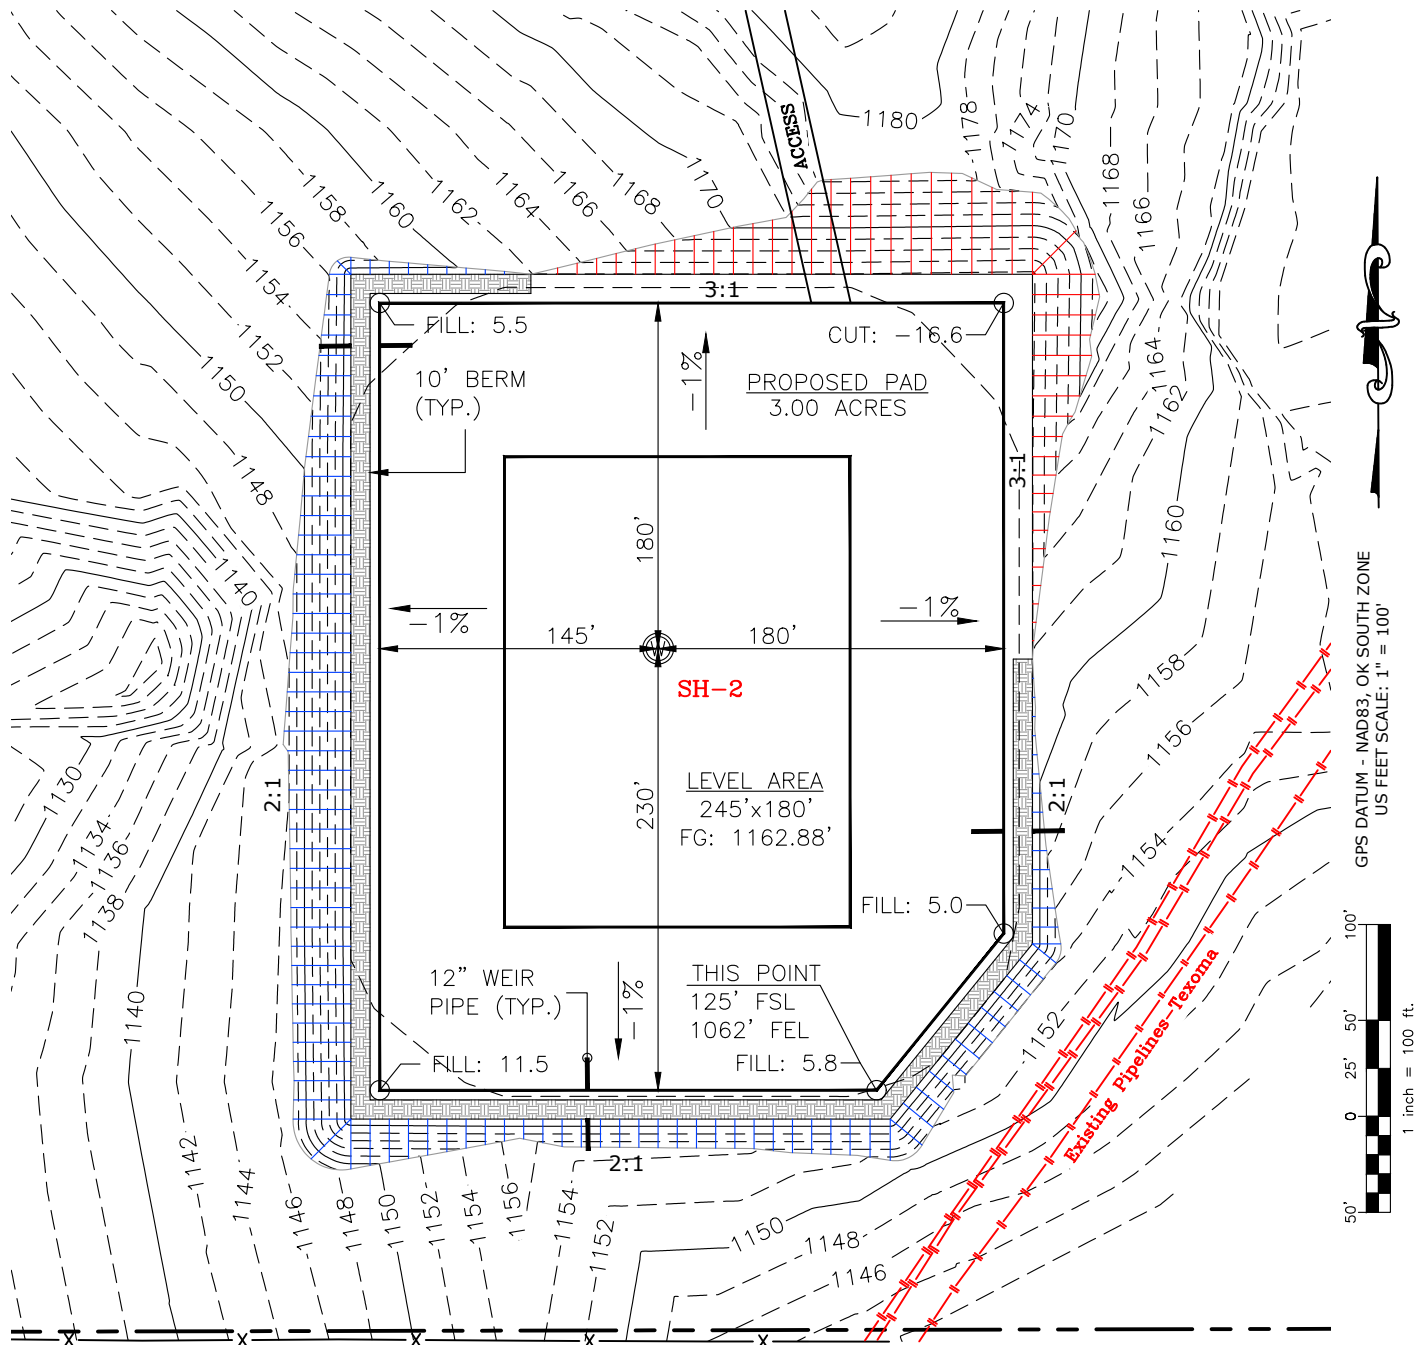 1180
1178
1174
1170
1168
1166
1164
1162
1160
1158
1156
1154
1152
ACCESS
1170
1168
1166
1164
1162
1160
1158
1156
1154
1152
1150
1148
1140
3:1
FILL: 5.5
CUT: -16.6
10' BERM
(TYP.)
-1%
PROPOSED PAD
3.00 ACRES
3:1
180'
-1%
-1%
145'
180'
W
SH-2
230'
LEVEL AREA
245'x180'
FG: 1162.88'
2:1
2:1
FILL: 5.0
12" WEIR
PIPE (TYP.)
-1%
THIS POINT
125' FSL
1062' FEL
FILL: 11.5
FILL: 5.8
2:1
1130
1134
1136
1138
1140
1142
1144
1146
1148
1150
1152
1154
1156
1154
1152
1150
1148
1146
Existing Pipelines-Texoma
X
X
X
X
X
GPS DATUM - NAD83, OK SOUTH ZONE
US FEET SCALE: 1" = 100'
100'
50'
25
0
50'
1 inch = 100 ft.